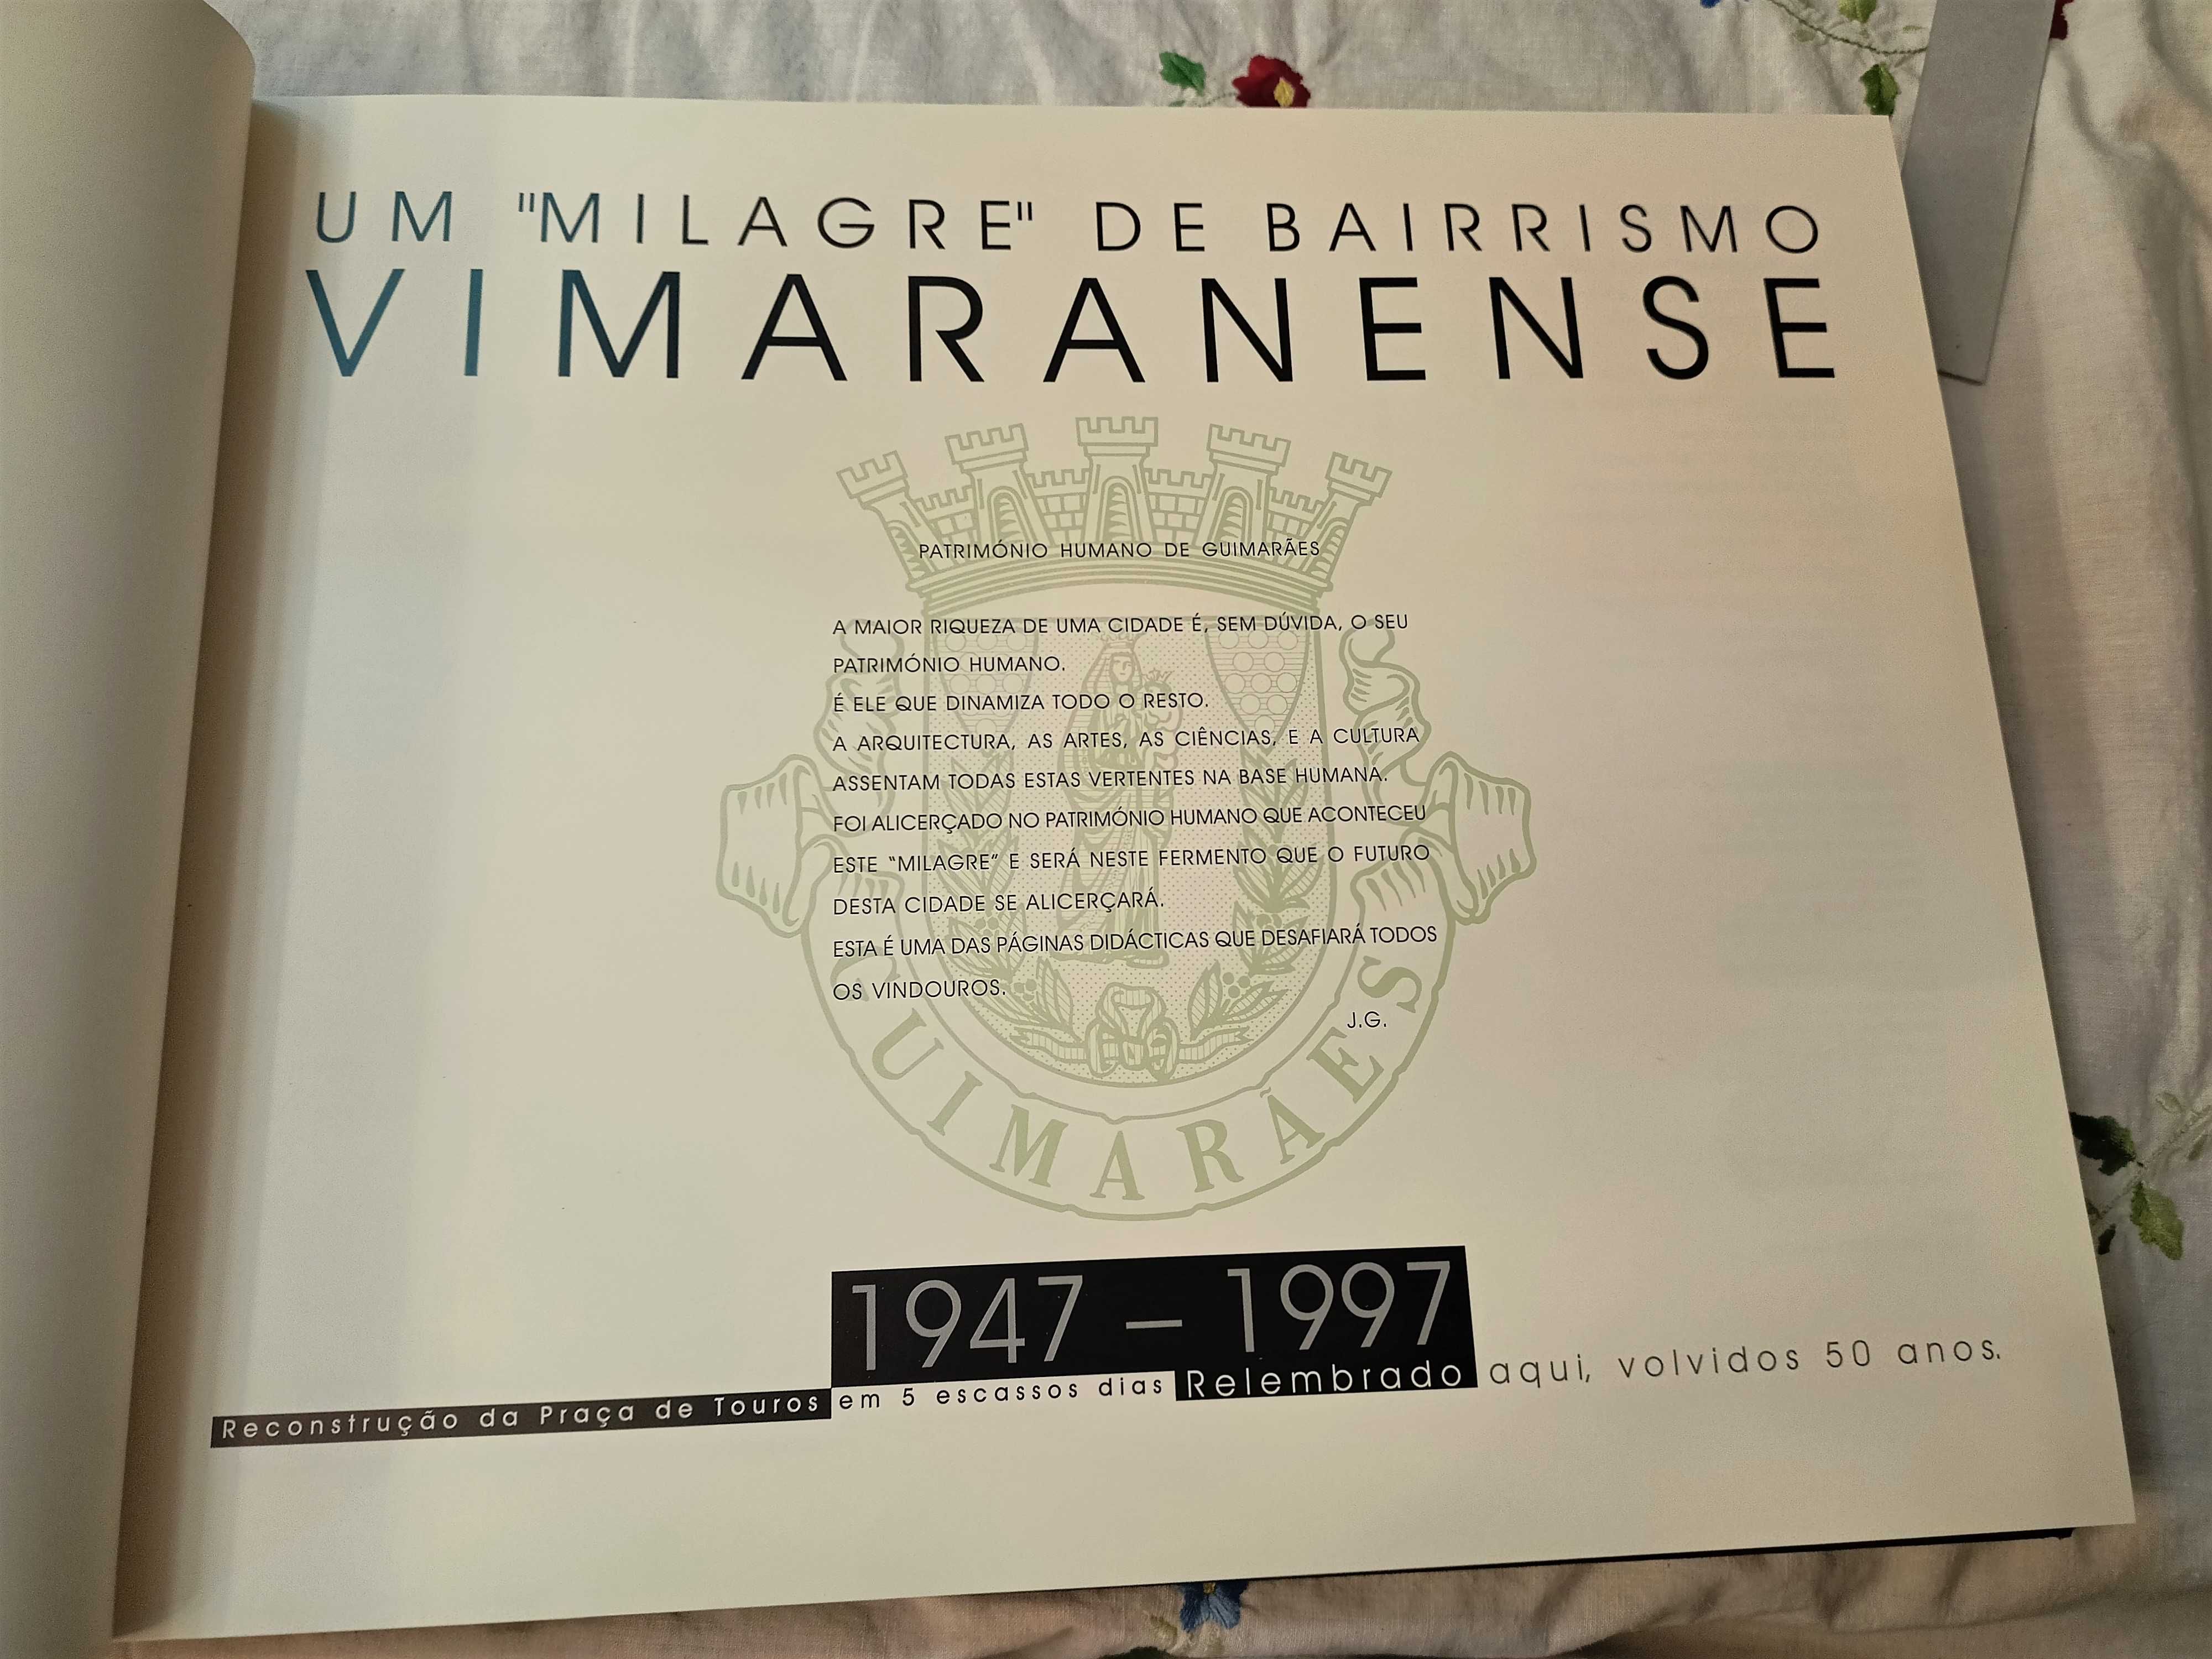 UM "MILAGRE" DE BAIRRISMO
VIMARANENSE
PATRIMÓNIO HUMANO DE GUIMARÃES
A MAIOR RIQUEZA DE UMA CIDADE É, SEM DÚVIDA, O SEU
PATRIMÓNIO HUMANO.
É ELE QUE DINAMIZA TODO O RESTO.
A ARQUITECTURA, AS ARTES, AS CIÊNCIAS, E A CULTURA
ASSENTAM TODAS ESTAS VERTENTES NA BASE HUMANA.
FOI ALICERÇADO NO PATRIMÓNIO HUMANO QUE ACONTECEU
ESTE “MILAGRE” E SERÁ NESTE FERMENTO QUE O FUTURO
DESTA CIDADE SE ALICERÇARÁ.
ESTA É UMA DAS PÁGINAS DIDÁCTICAS QUE DESAFIARÁ TODOS
OS VINDOUROS.
J.G.
GUIMARÃES
1947 – 1997
Reconstrução da Praça de Touros em 5 escassos dias Relembrado aqui, volvidos 50 anos.